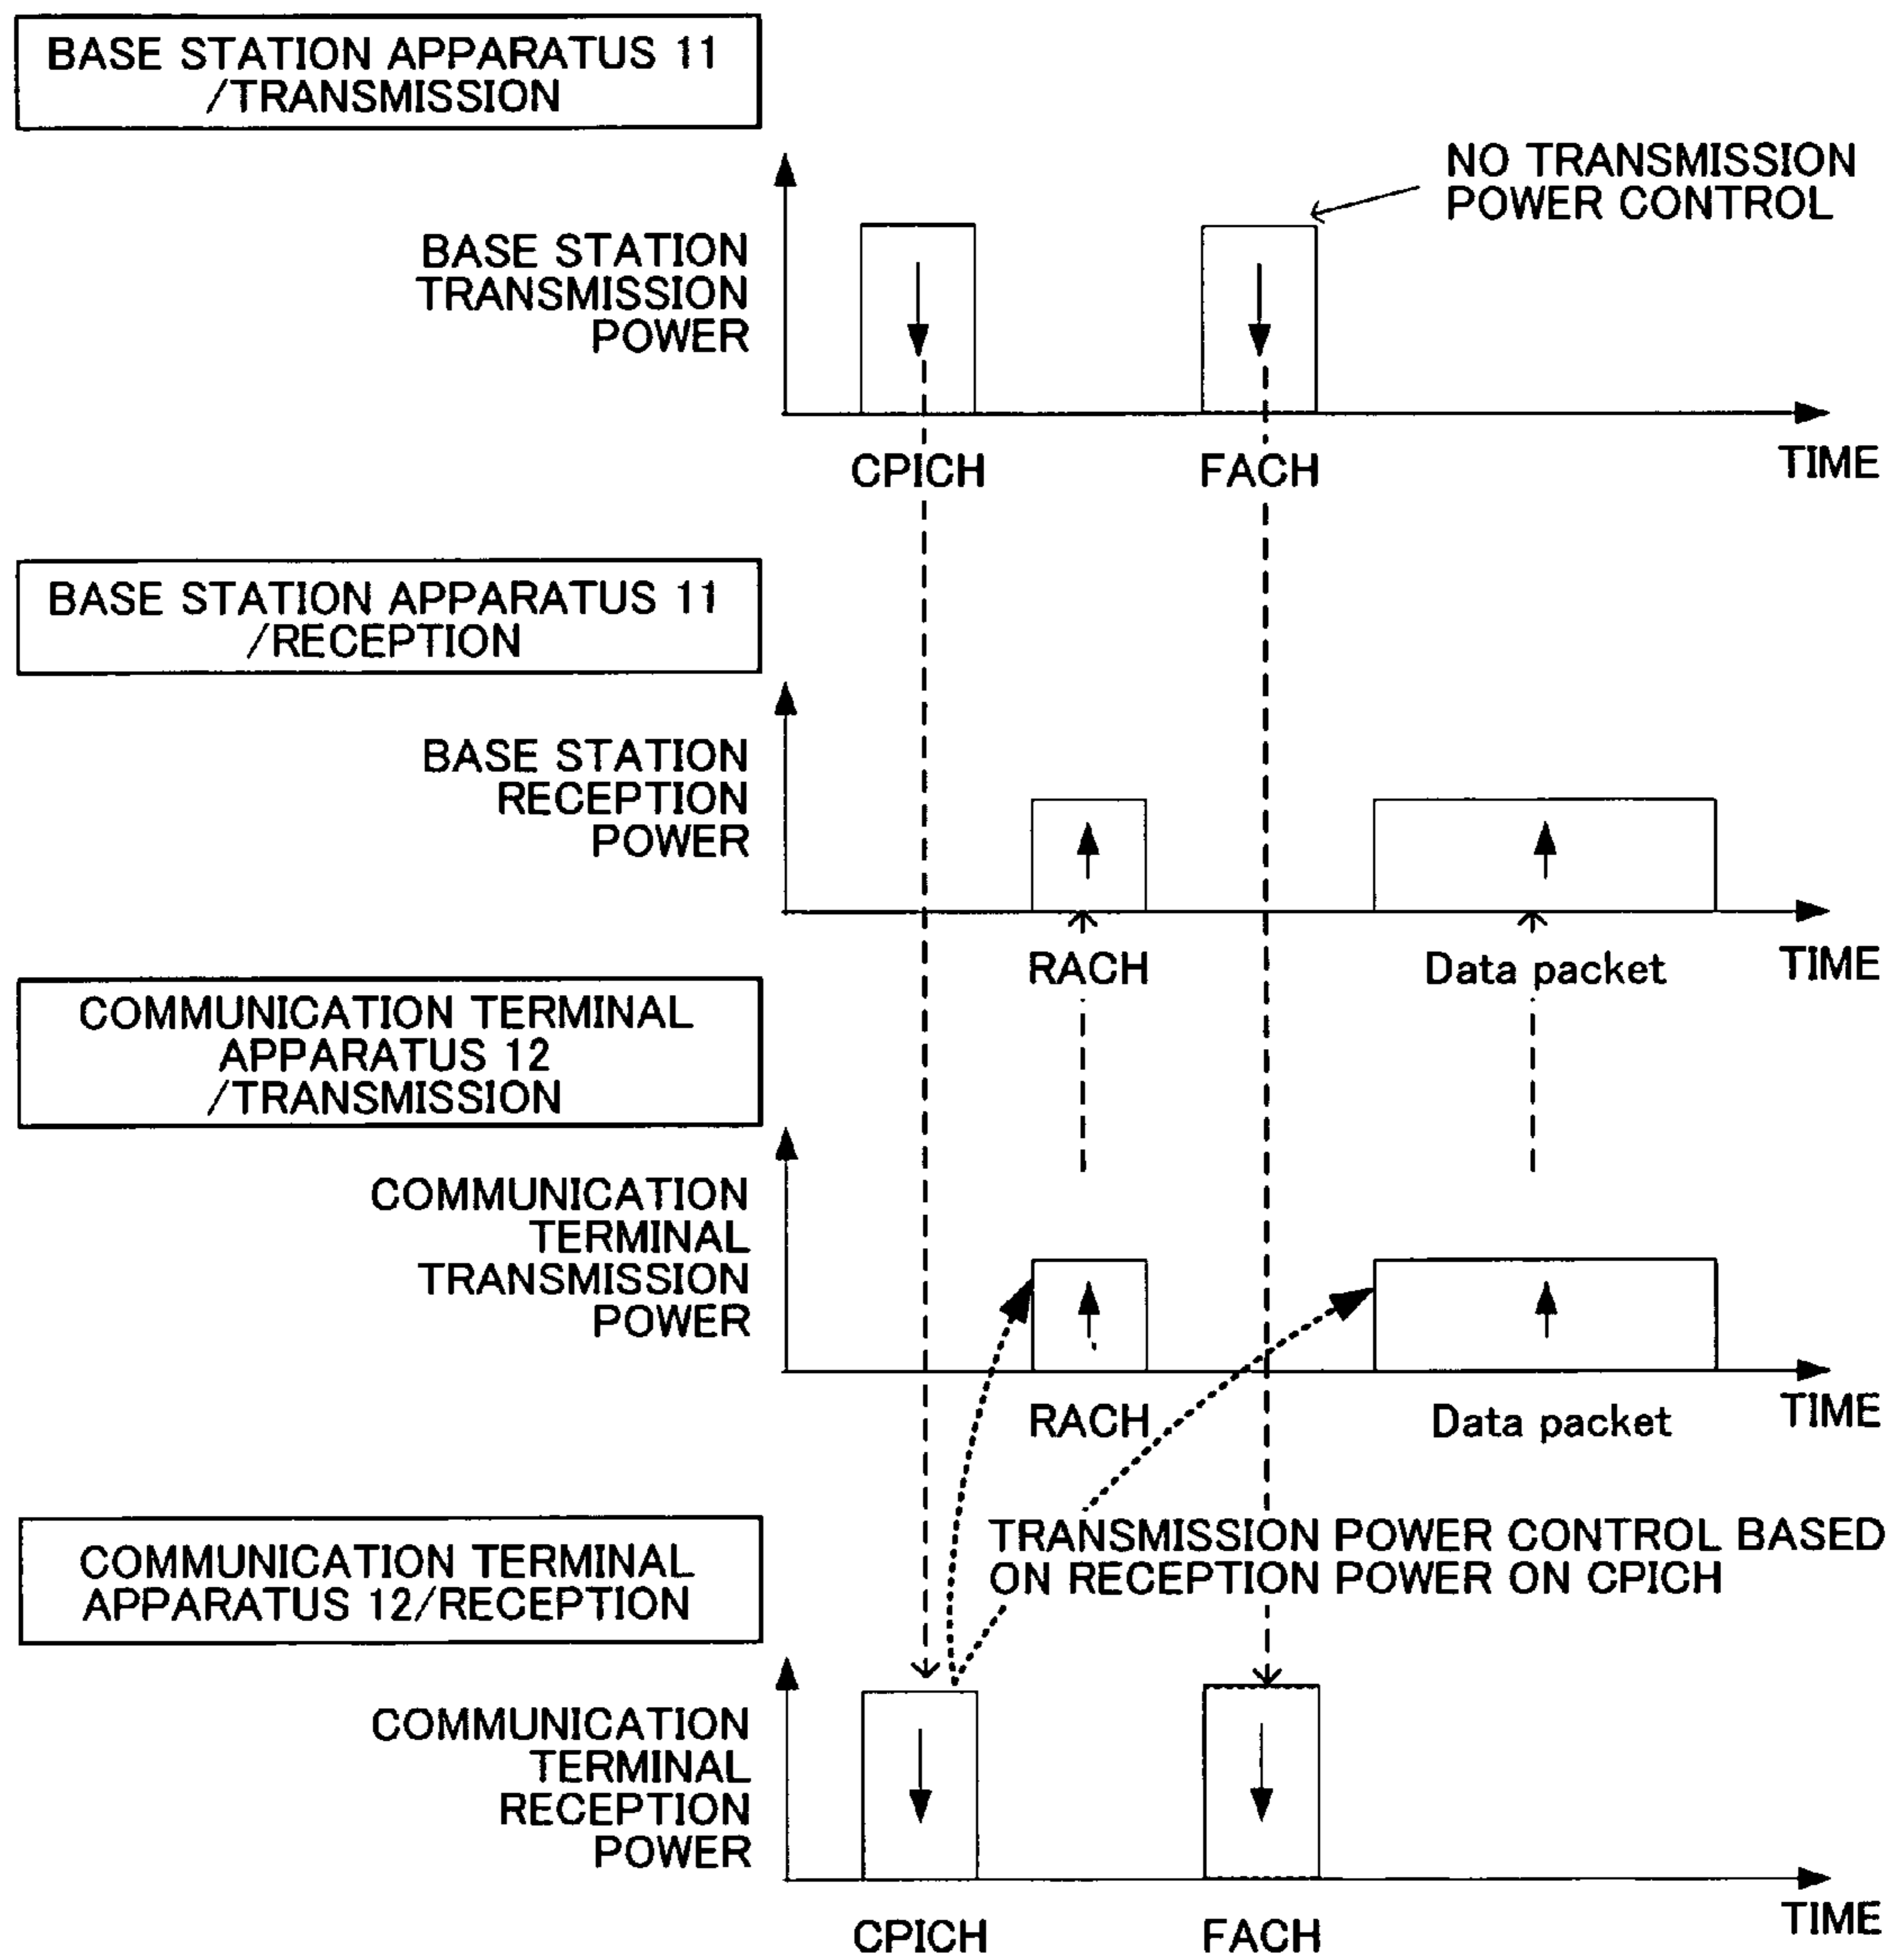 BASE STATION APPARATUS 11
/TRANSMISSION
NO TRANSMISSION
POWER CONTROL
BASE STATION
TRANSMISSION
POWER
CPICH
FACH
TIME
BASE STATION APPARATUS 11
/RECEPTION
BASE STATION
RECEPTION
POWER
RACH
Data packet
TIME
COMMUNICATION TERMINAL
APPARATUS 12
/TRANSMISSION
COMMUNICATION
TERMINAL
TRANSMISSION
POWER
RACH
Data packet
TIME
TRANSMISSION POWER CONTROL BASED
ON RECEPTION POWER ON CPICH
COMMUNICATION TERMINAL
APPARATUS 12/RECEPTION
COMMUNICATION
TERMINAL
RECEPTION
POWER
CPICH
FACH
TIME